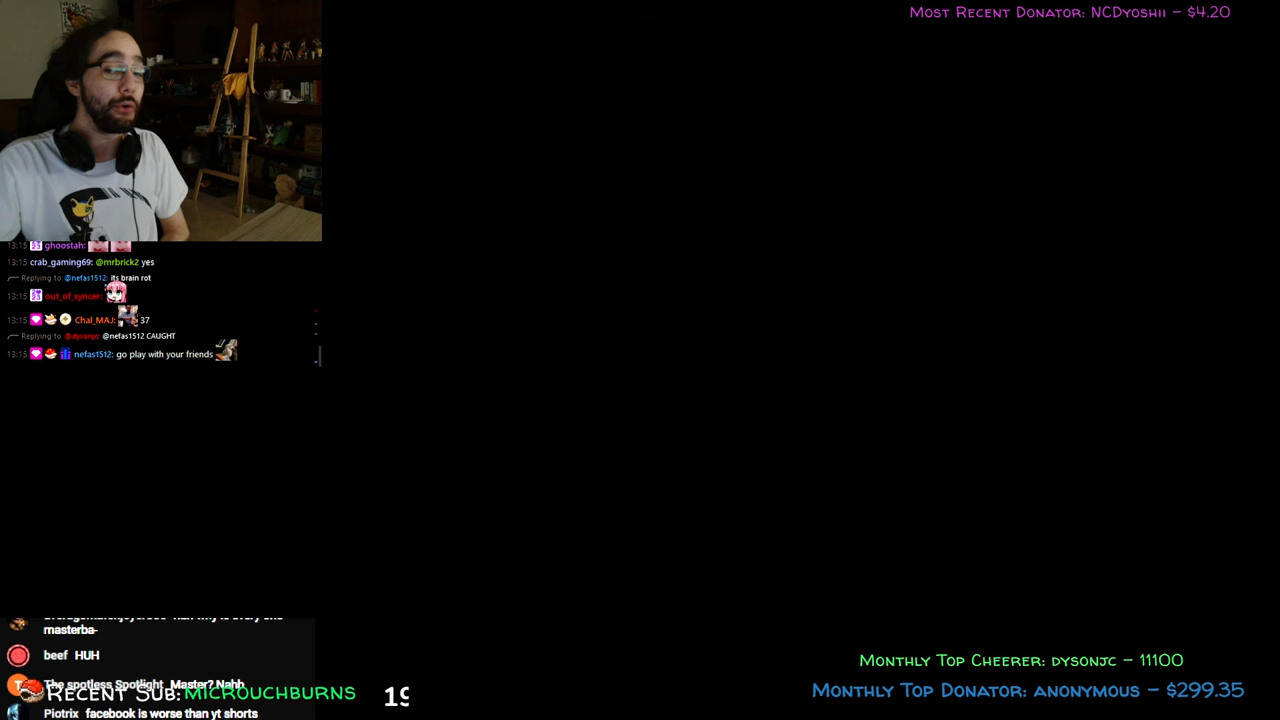 Most Recent Donator: NCDyoshii – $4.20
13:15 ghoostah:
13:15 crab_gaming69: @mrbrick2 yes
Replying to @nefas1512: its brain rot
13:15 out_of_syncer:
13:15 Chal_MAJ: 37
Replying to @dysonjc: @nefas1512 CAUGHT
13:15 nefas1512: go play with your friends
masterba-
beef HUH
The spotless Spotlight Master? Nahh
Recent Sub: microuchburns
19
Piotrix facebook is worse than yt shorts
Monthly Top Cheerer: dysonjc – 11100
Monthly Top Donator: anonymous – $299.35